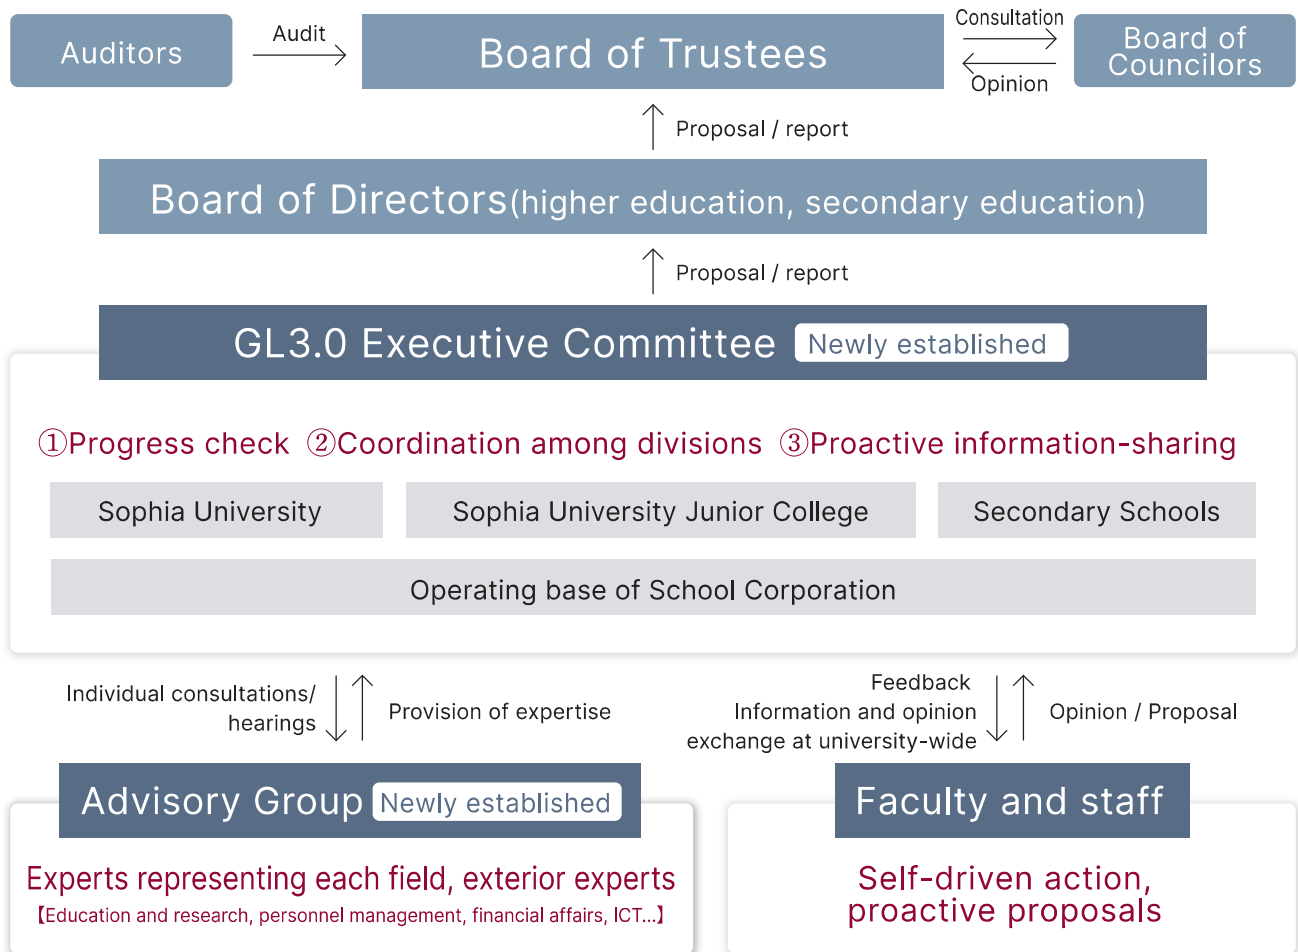 Auditors
Audit
Board of Trustees
Consultation
Opinion
Board of
Councilors
Proposal / report
Board of Directors(higher education, secondary education)
Proposal / report
GL3.0 Executive Committee Newly established
①Progress check ②Coordination among divisions ③Proactive information-sharing
Sophia University
Sophia University Junior College
Secondary Schools
Operating base of School Corporation
Individual consultations/
hearings
Provision of expertise
Feedback
Information and opinion
exchange at university-wide
Opinion / Proposal
Advisory Group Newly established
Experts representing each field, exterior experts
【Education and research, personnel management, financial affairs, ICT...】
Faculty and staff
Self-driven action,
proactive proposals